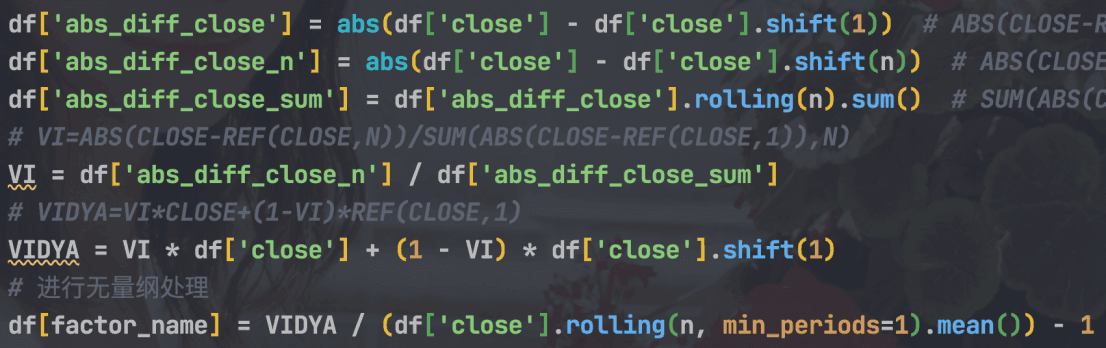 df['abs_diff_close'] = abs(df['close'] - df['close'].shift(1))  # ABS(CLOSE-R
df['abs_diff_close_n'] = abs(df['close'] - df['close'].shift(n))  # ABS(CLOSE
df['abs_diff_close_sum'] = df['abs_diff_close'].rolling(n).sum()  # SUM(ABS(C
# VI=ABS(CLOSE-REF(CLOSE,N))/SUM(ABS(CLOSE-REF(CLOSE,1)),N)
VI = df['abs_diff_close_n'] / df['abs_diff_close_sum']
# VIDYA=VI*CLOSE+(1-VI)*REF(CLOSE,1)
VIDYA = VI * df['close'] + (1 - VI) * df['close'].shift(1)
# 进行无量纲处理
df[factor_name] = VIDYA / (df['close'].rolling(n, min_periods=1).mean()) - 1